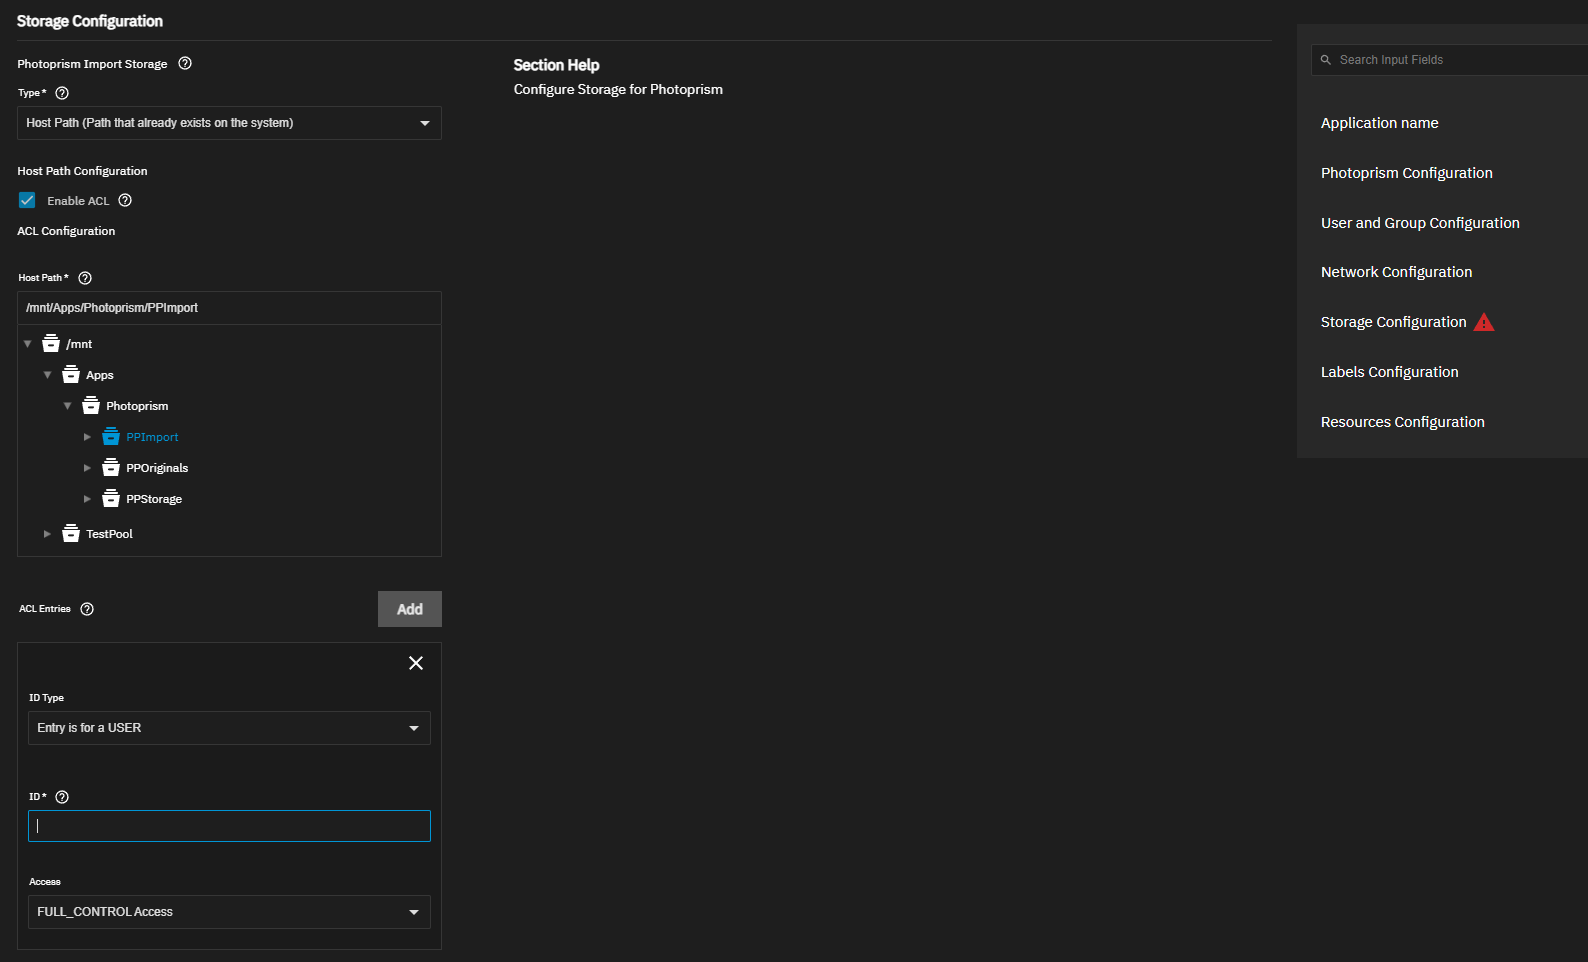 Storage Configuration
Photoprism Import Storage
Type*
Host Path (Path that already exists on the system)
Host Path Configuration
Enable ACL
ACL Configuration
Host Path*
/mnt/Apps/Photoprism/PPImport
/mnt
Apps
Photoprism
PPImport
PPOriginals
PPStorage
TestPool
ACL Entries
Add
ID Type
Entry is for a USER
ID*
Access
FULL_CONTROL Access
Section Help
Configure Storage for Photoprism
Search Input Fields
Application name
Photoprism Configuration
User and Group Configuration
Network Configuration
Storage Configuration
Labels Configuration
Resources Configuration